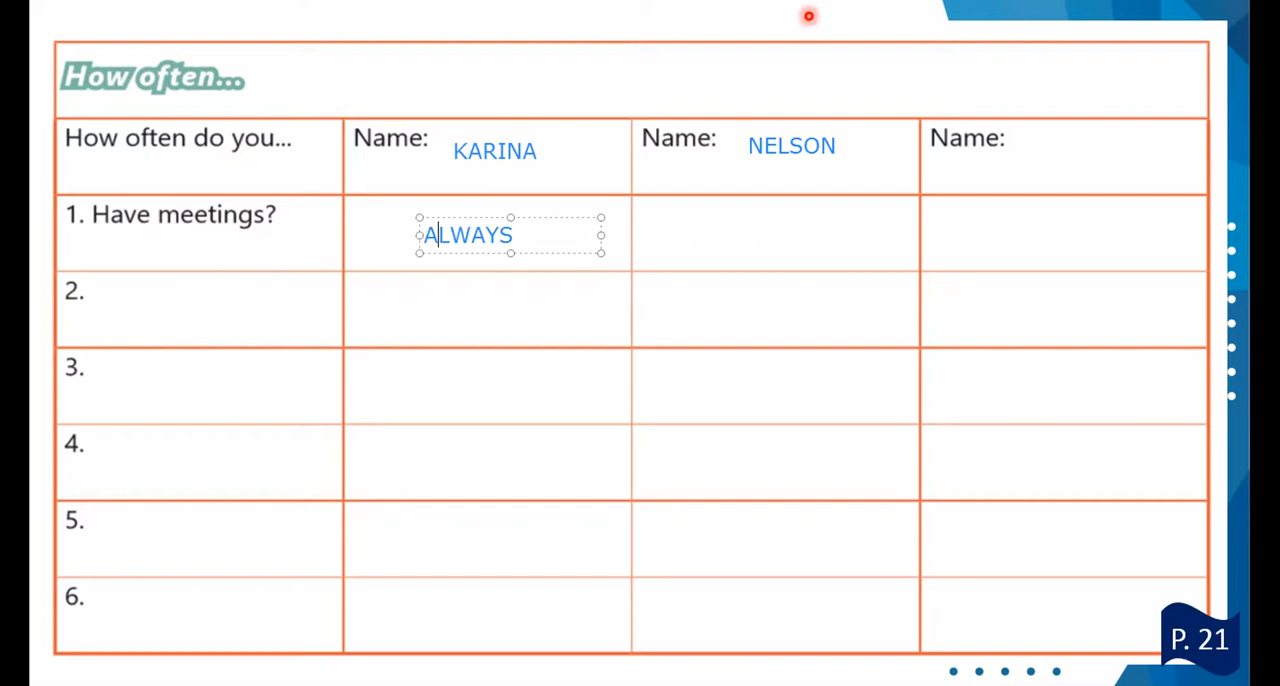 How often...
How often do you... Name: KARINA Name: NELSON Name:
1. Have meetings? ALWAYS
2.
3.
4.
5.
6.
P. 21